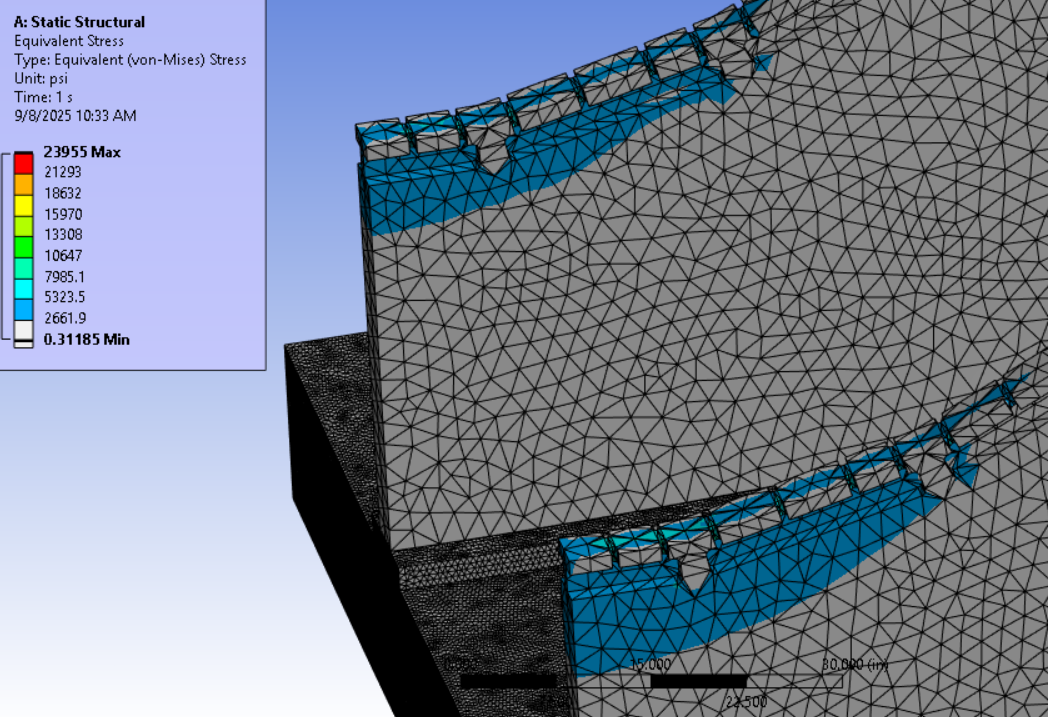 A: Static Structural
Equivalent Stress
Type: Equivalent (von-Mises) Stress
Unit: psi
Time: 1 s
9/8/2025 10:33 AM
23955 Max
21293
18632
15970
13308
10647
7985.1
5323.5
2661.9
0.31185 Min
15.000
30.000 (in)
22.500